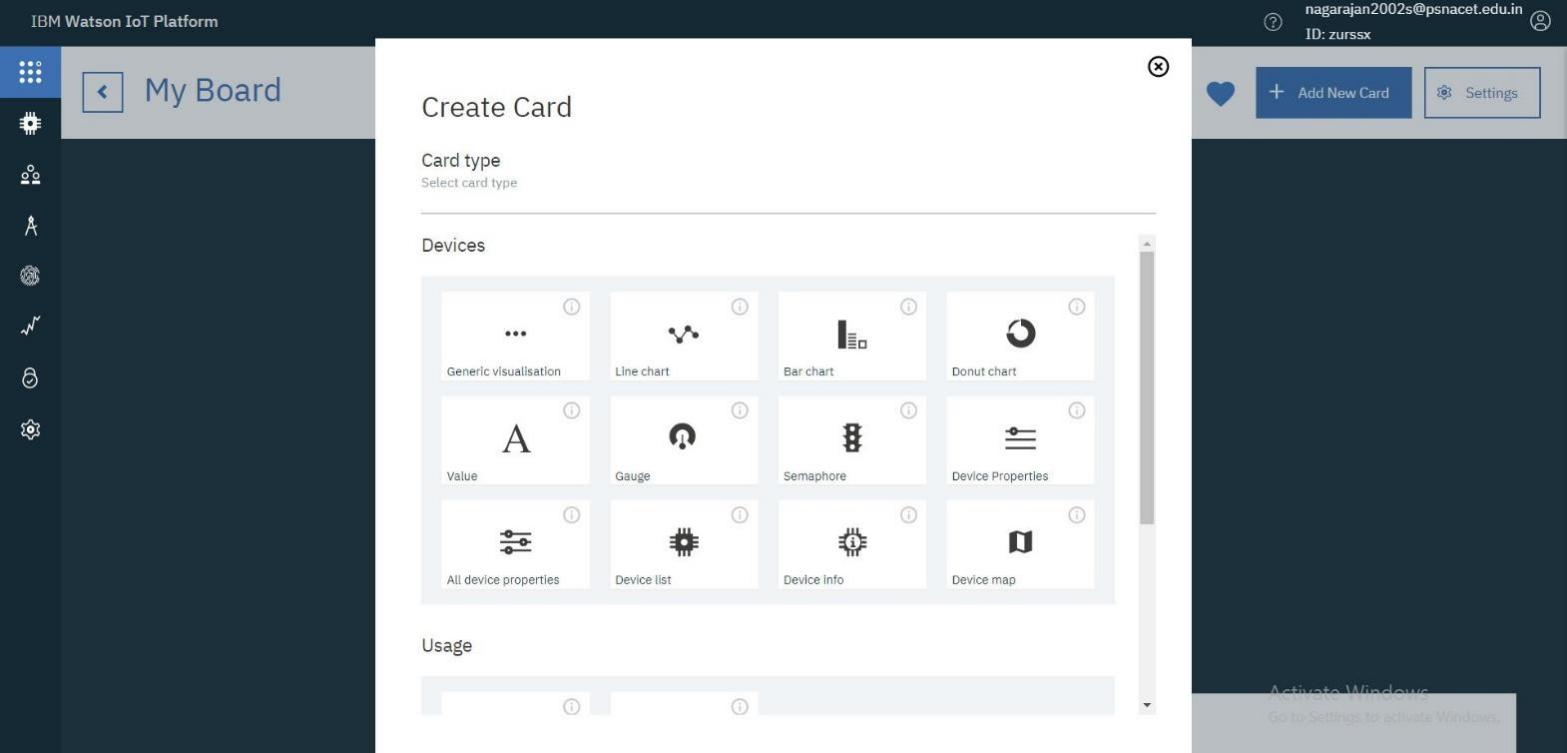 IBM Watson IoT Platform
nagarajan2002s@psnacet.edu.in
ID: zurssx
My Board
Add New Card
Settings
Create Card
Card type
Select card type
Devices
Generic visualisation
Line chart
Bar chart
Donut chart
Value
Gauge
Semaphore
Device Properties
All device properties
Device list
Device info
Device map
Usage
Activate Windows
Go to Settings to activate Windows.